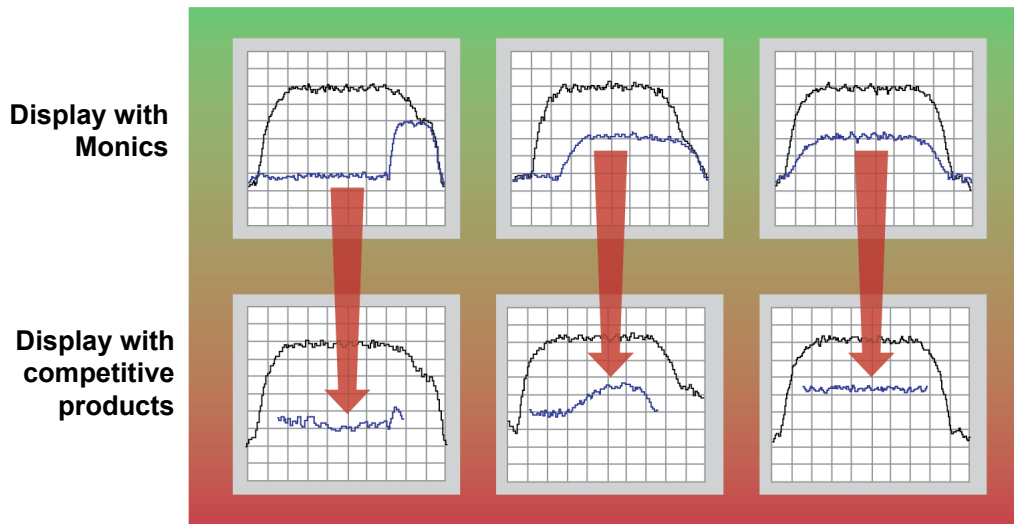 Display with
Monics
Display with
competitive
products